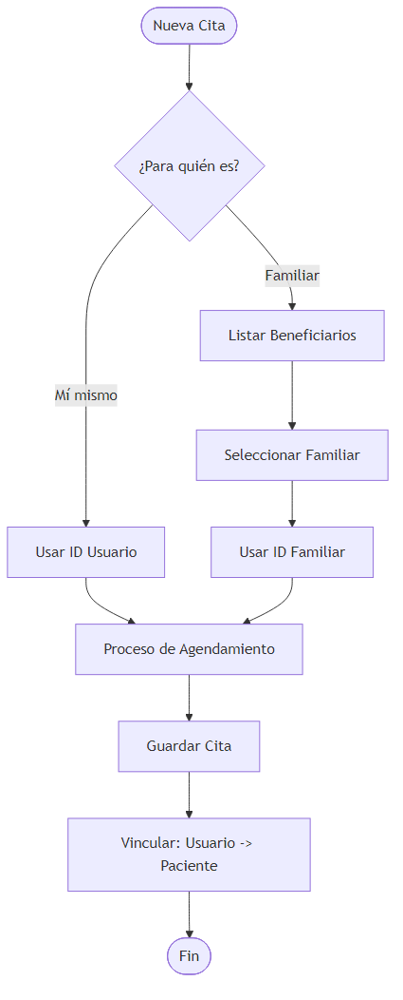 Nueva Cita
¿Para quién es?
Familiar
Listar Beneficiarios
Mí mismo
Seleccionar Familiar
Usar ID Usuario
Usar ID Familiar
Proceso de Agendamiento
Guardar Cita
Vincular: Usuario ->
Paciente
Fin